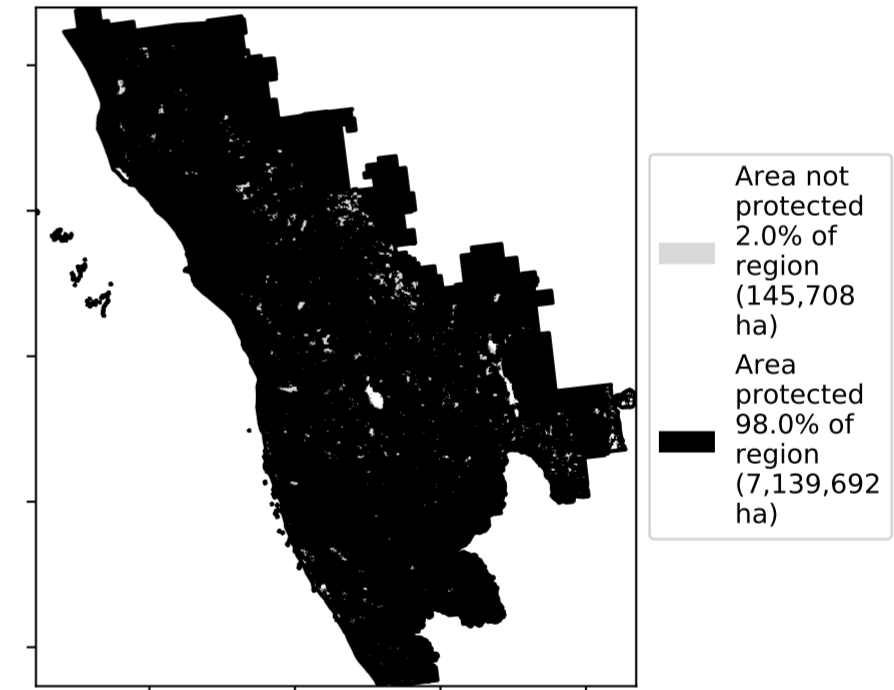 Area not
protected
2.0% of
region
(145,708
ha)
Area
protected
98.0% of
region
(7,139,692
ha)